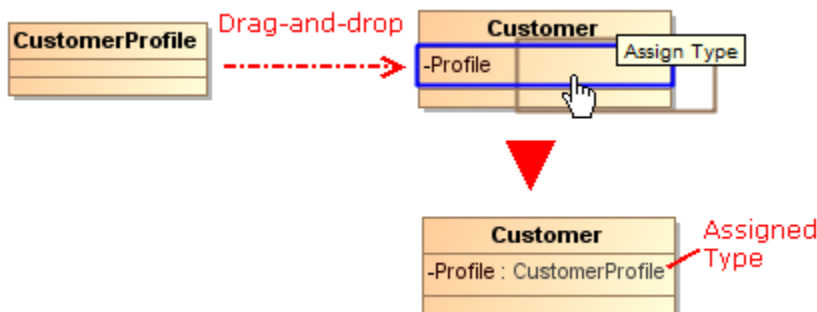 CustomerProfile
Drag-and-drop
Customer
-Profile
Assign Type
Customer
-Profile : CustomerProfile
Assigned
Type